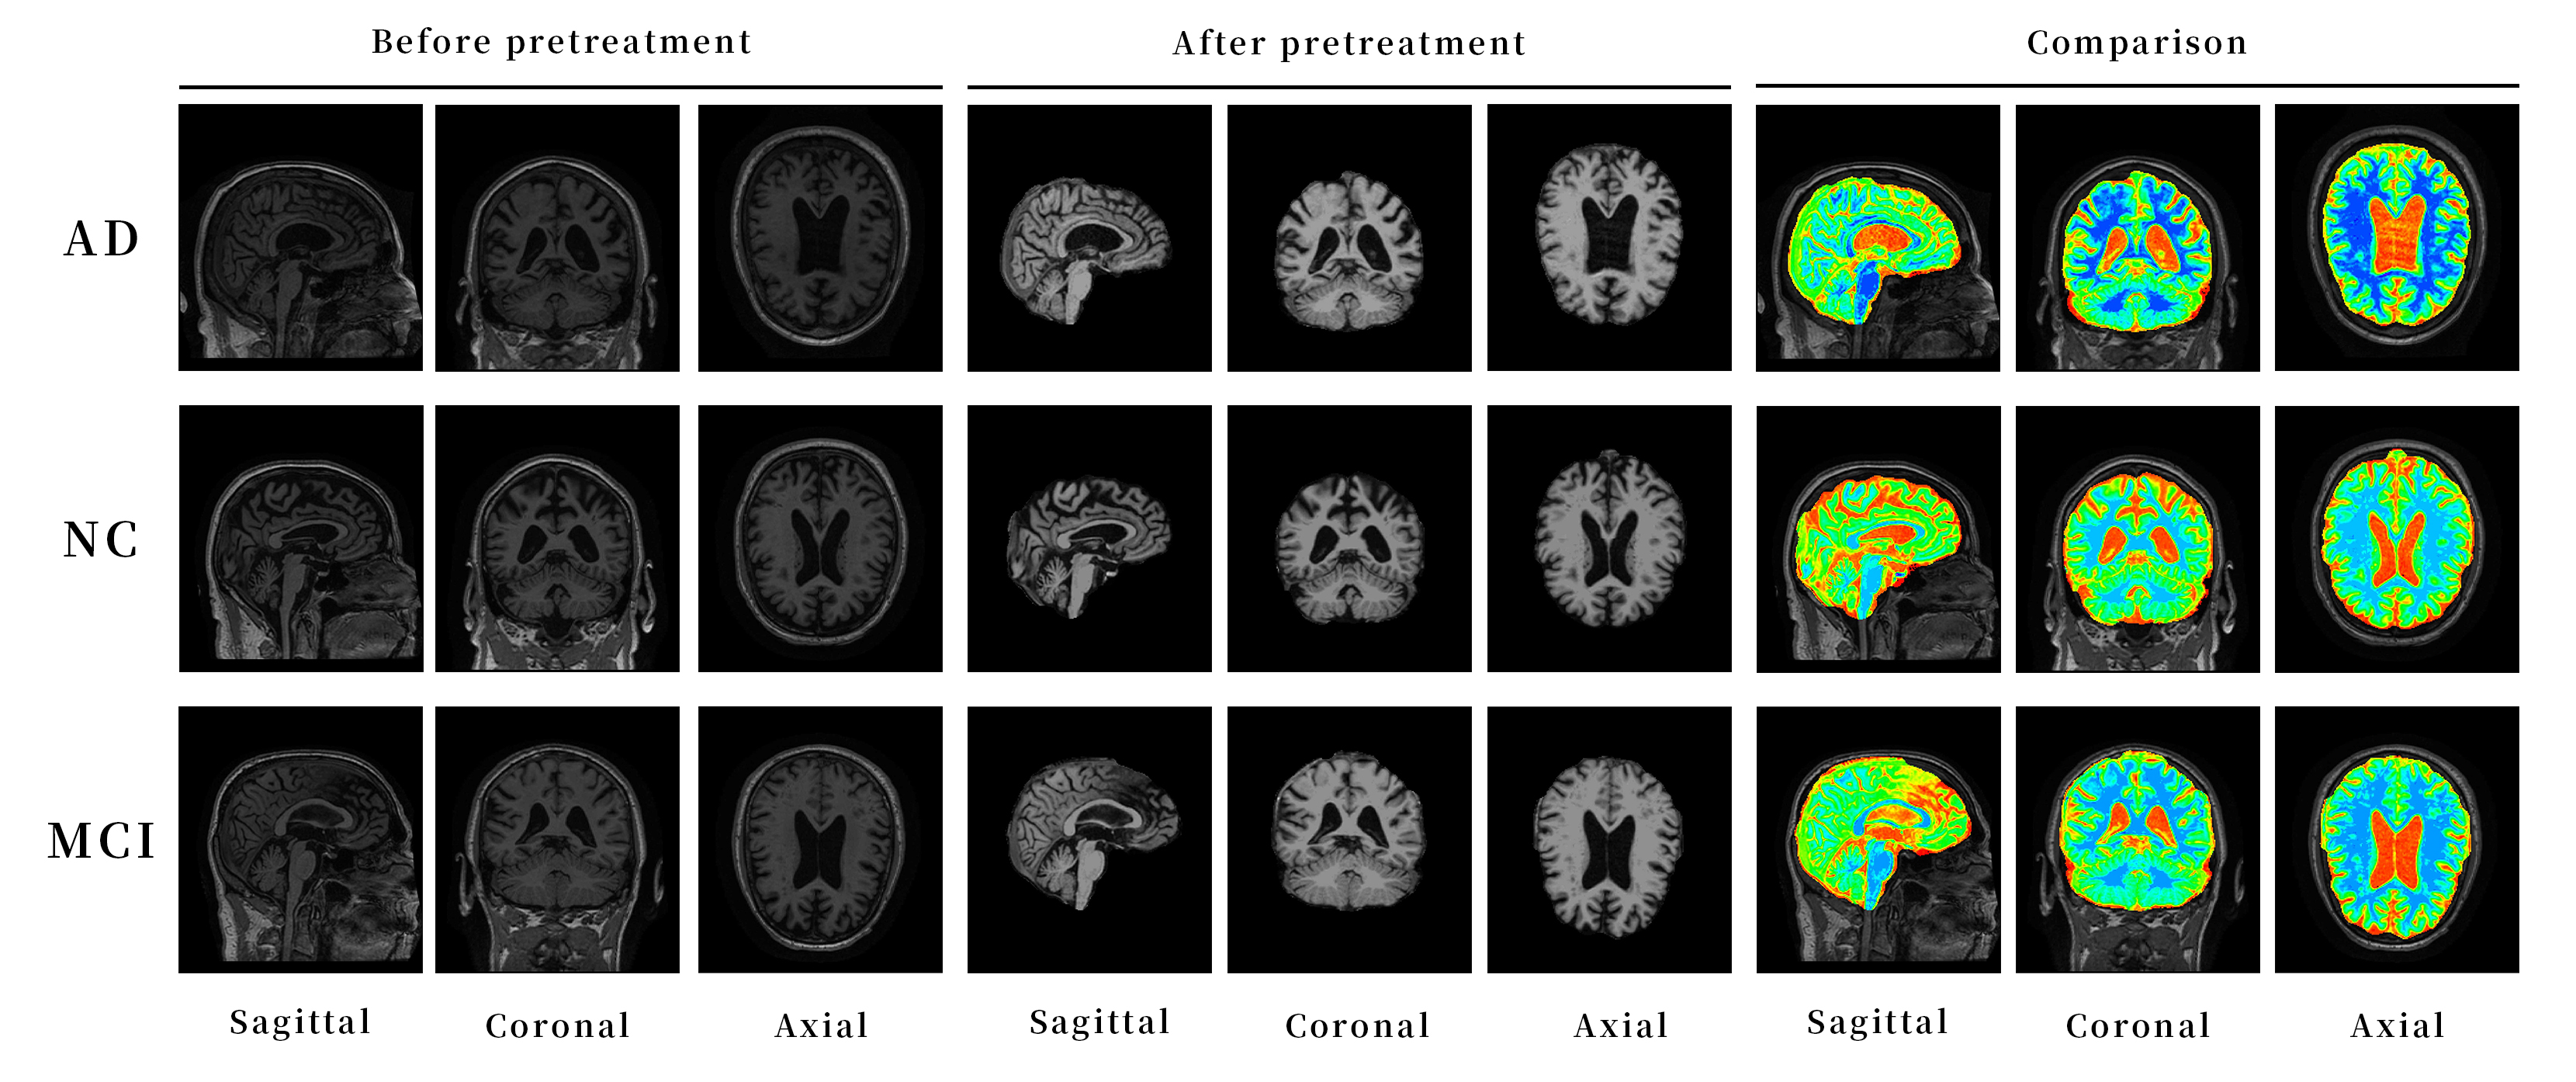 Before pretreatment
After pretreatment
Comparison
AD
NC
MCI
Sagittal
Coronal
Axial
Sagittal
Coronal
Axial
Sagittal
Coronal
Axial